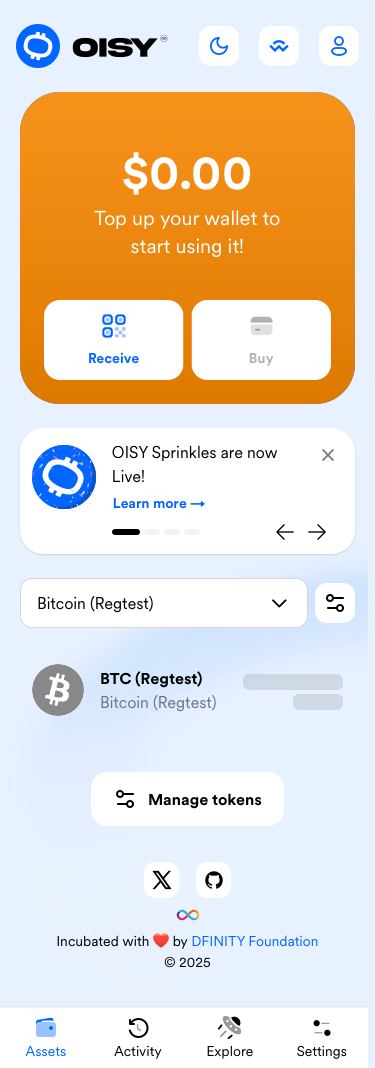 OISY
$0.00
Top up your wallet to
start using it!
Receive
Buy
OISY Sprinkles are now
Live!
Learn more →
Bitcoin (Regtest)
BTC (Regtest)
Bitcoin (Regtest)
Manage tokens
Incubated with ❤️ by DFINITY Foundation
© 2025
Assets
Activity
Explore
Settings